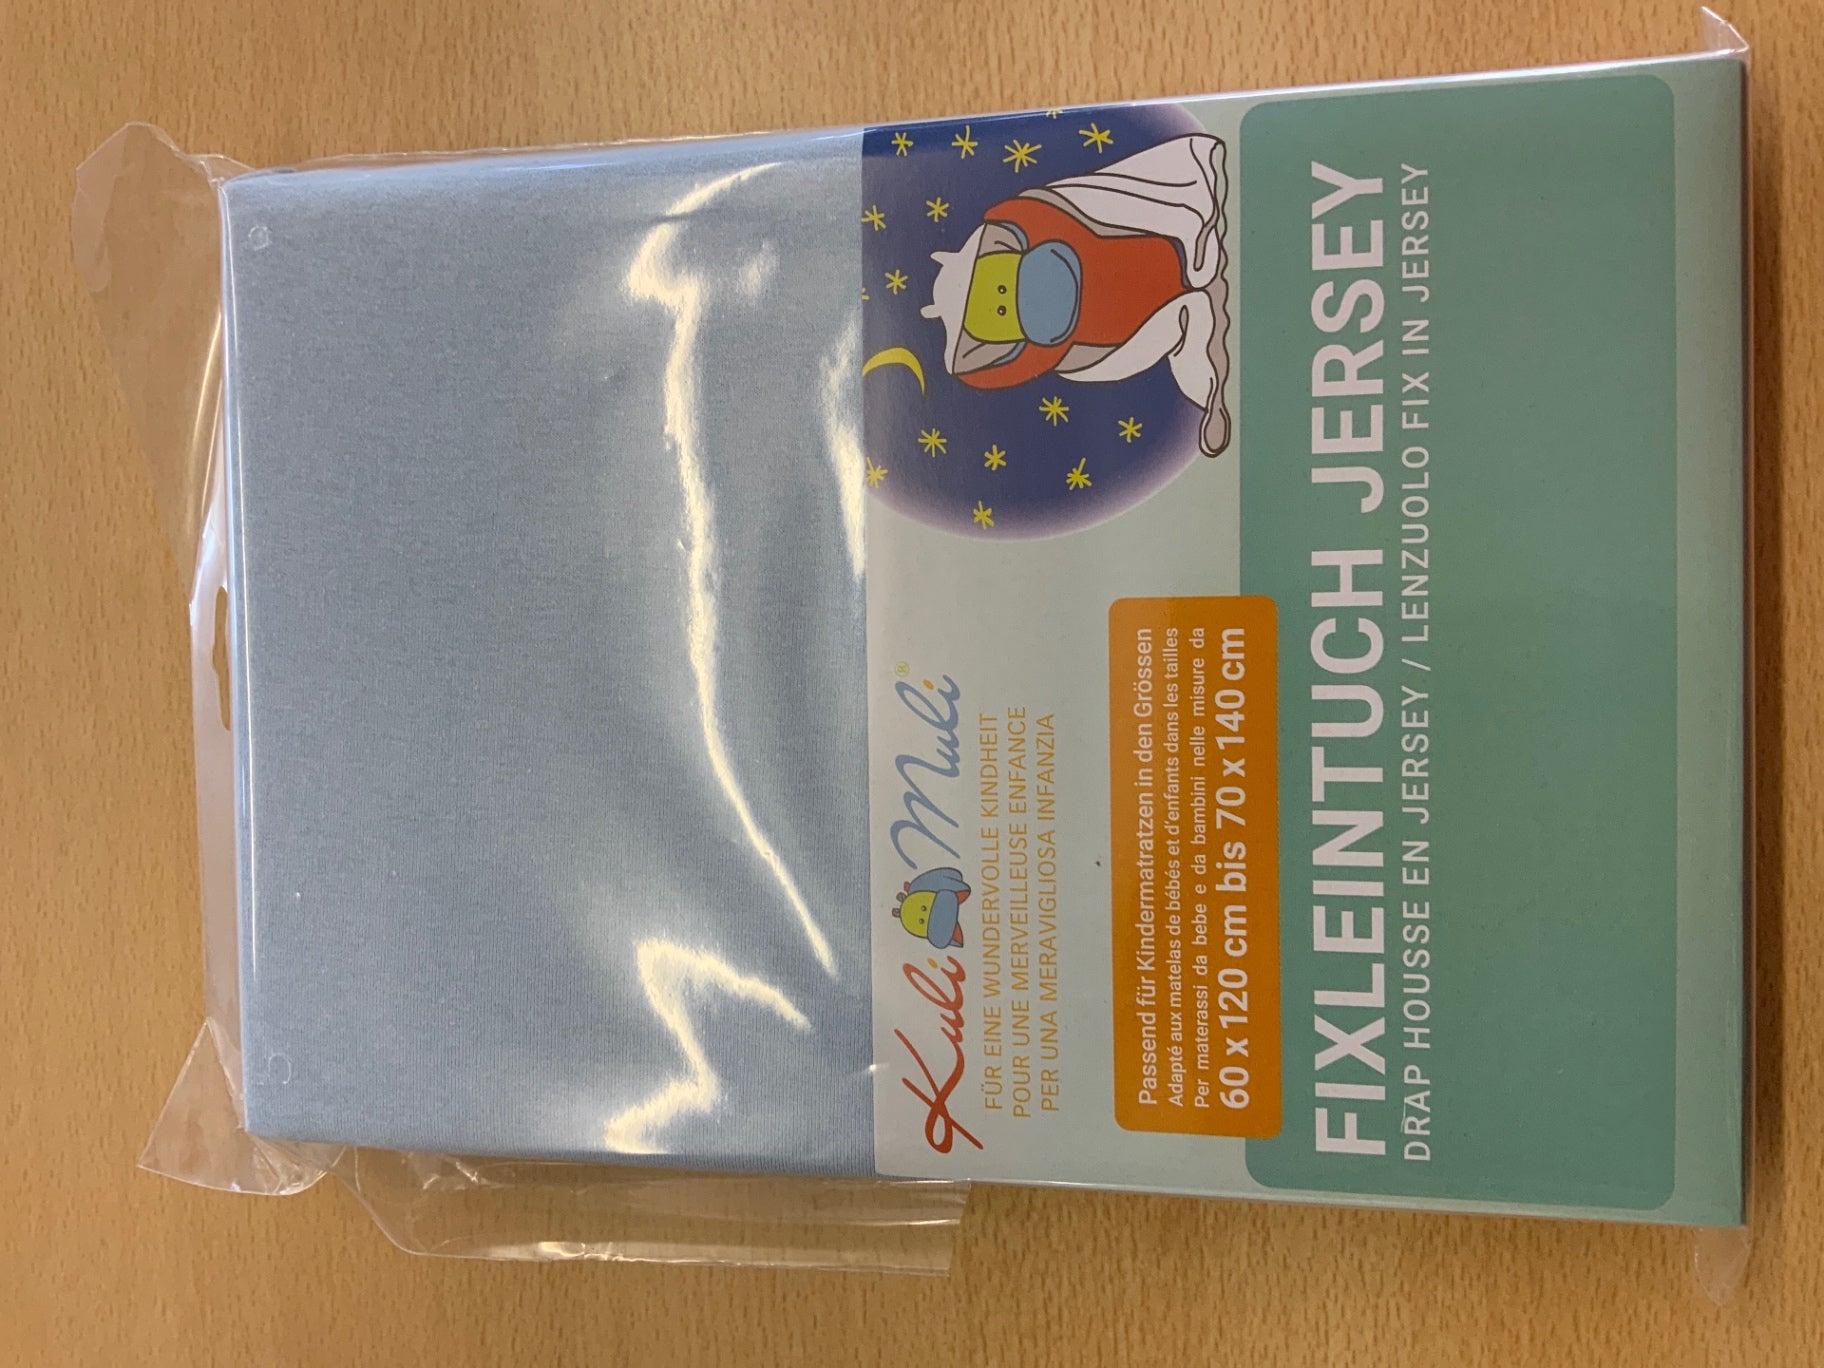 Kuli Muli®
FÜR EINE WUNDERVOLLE KINDHEIT
POUR UNE MERVEILLEUSE ENFANCE
PER UNA MERAVIGLIOSA INFANZIA
Passend für Kindermatratzen in den Grössen
Adapté aux matelas de bébés et d'enfants dans les tailles
Per materassi da bebe e da bambini nelle misure da
60 x 120 cm bis 70 x 140 cm
FIXLEINTUCH JERSEY
DRAP HOUSSE EN JERSEY / LENZUOLO FIX IN JERSEY